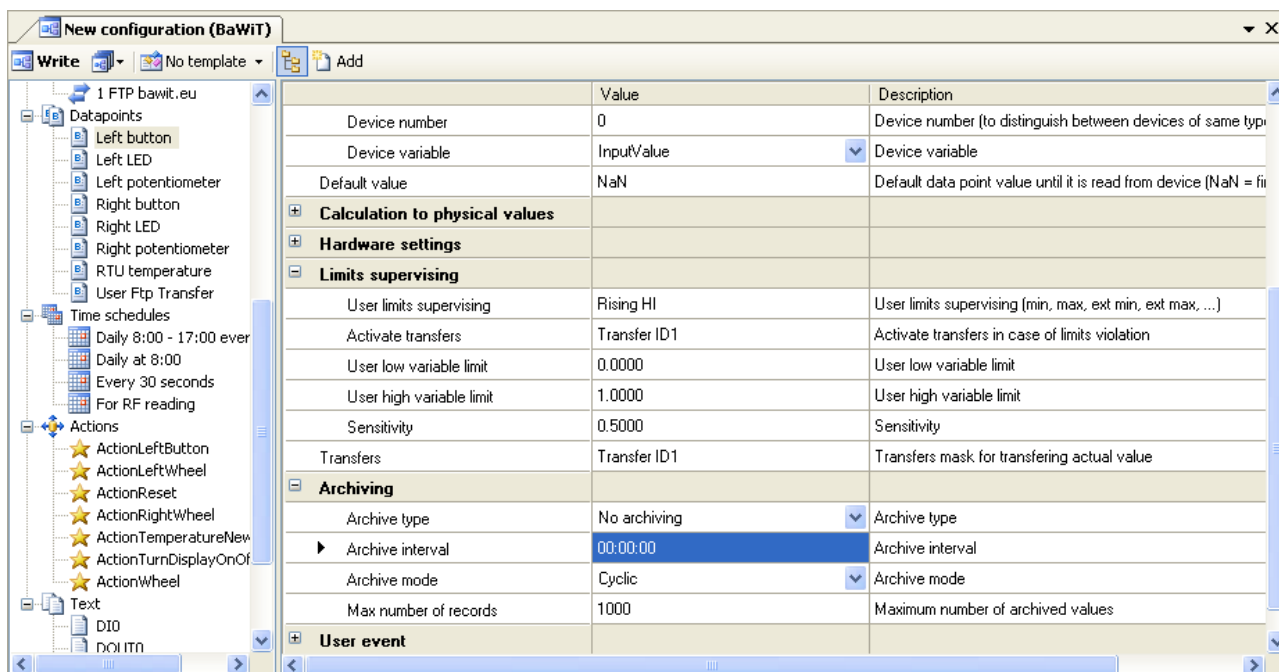 New configuration (BaWiT)
Write No template Add
1 FTP bawit.eu
Datapoints
Left button
Left LED
Left potentiometer
Right button
Right LED
Right potentiometer
RTU temperature
User Ftp Transfer
Time schedules
Daily 8:00 - 17:00 ever
Daily at 8:00
Every 30 seconds
For RF reading
Actions
ActionLeftButton
ActionLeftWheel
ActionReset
ActionRightWheel
ActionTemperatureNew
ActionTurnDisplayOnOf
ActionWheel
Text
DI0
DOUT0
Value Description
Device number 0 Device number (to distinguish between devices of same type
Device variable InputValue Device variable
Default value NaN Default data point value until it is read from device (NaN = fir
Calculation to physical values
Hardware settings
Limits supervising
User limits supervising Rising HI User limits supervising (min, max, ext min, ext max, ...)
Activate transfers Transfer ID1 Activate transfers in case of limits violation
User low variable limit 0.0000 User low variable limit
User high variable limit 1.0000 User high variable limit
Sensitivity 0.5000 Sensitivity
Transfers Transfer ID1 Transfers mask for transfering actual value
Archiving
Archive type No archiving Archive type
Archive interval 00:00:00 Archive interval
Archive mode Cyclic Archive mode
Max number of records 1000 Maximum number of archived values
User event